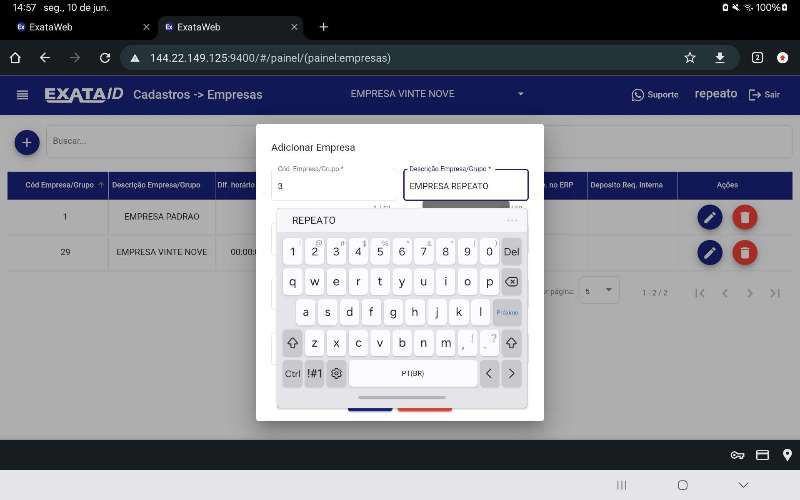 14:57 seg., 10 de jun. 100%
ExataWeb
ExataWeb
144.22.149.125:9400/#/painel/(painel:empresas)
2
EXATAID Cadastros -> Empresas EMPRESA VINTE NOVE Suporte repeato Sair
Buscar...
Cód Empresa/Grupo Descrição Empresa/Grupo Dif. horário no ERP Deposito Req. Interna Ações
1 EMPRESA PADRAO
29 EMPRESA VINTE NOVE 00:00:
página: 5 1 - 2 / 2
Adicionar Empresa
Cód. Empresa/Grupo * Descrição Empresa/Grupo *
3 EMPRESA REPEATO
REPEATO ...
1 2 3 4 5 6 7 8 9 0 Del
q w e r t y u i o p
a s d f g h j k l Próximo
z x c v b n m , ! . ?
Ctrl !#1 PT(BR) < >